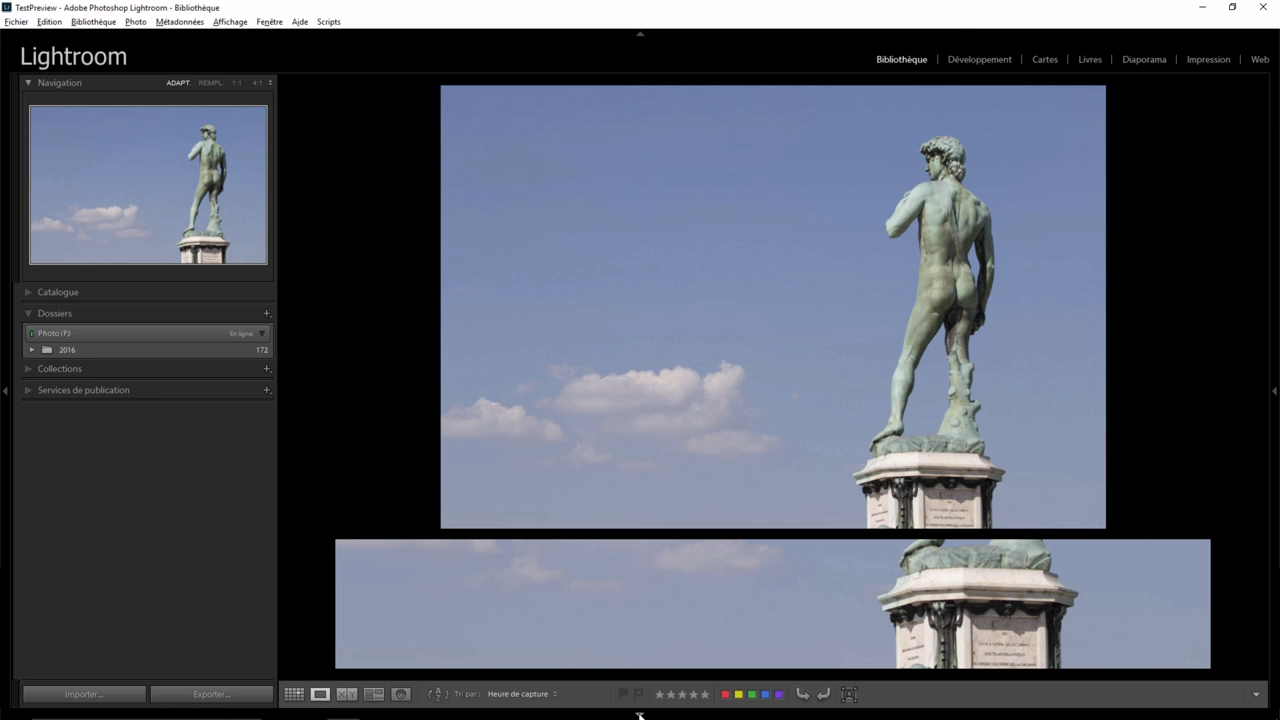 TestPreview - Adobe Photoshop Lightroom - Bibliothèque
Fichier Edition Bibliothèque Photo Métadonnées Affichage Fenêtre Aide Scripts
Lightroom
Bibliothèque | Développement | Cartes | Livres | Diaporama | Impression | Web
Navigation ADAPT. REMPL. 1:1 4:1
Catalogue
Dossiers
Photo (F:) En ligne
2016 172
Collections
Services de publication
Importer... Exporter...
Tri par : Heure de capture